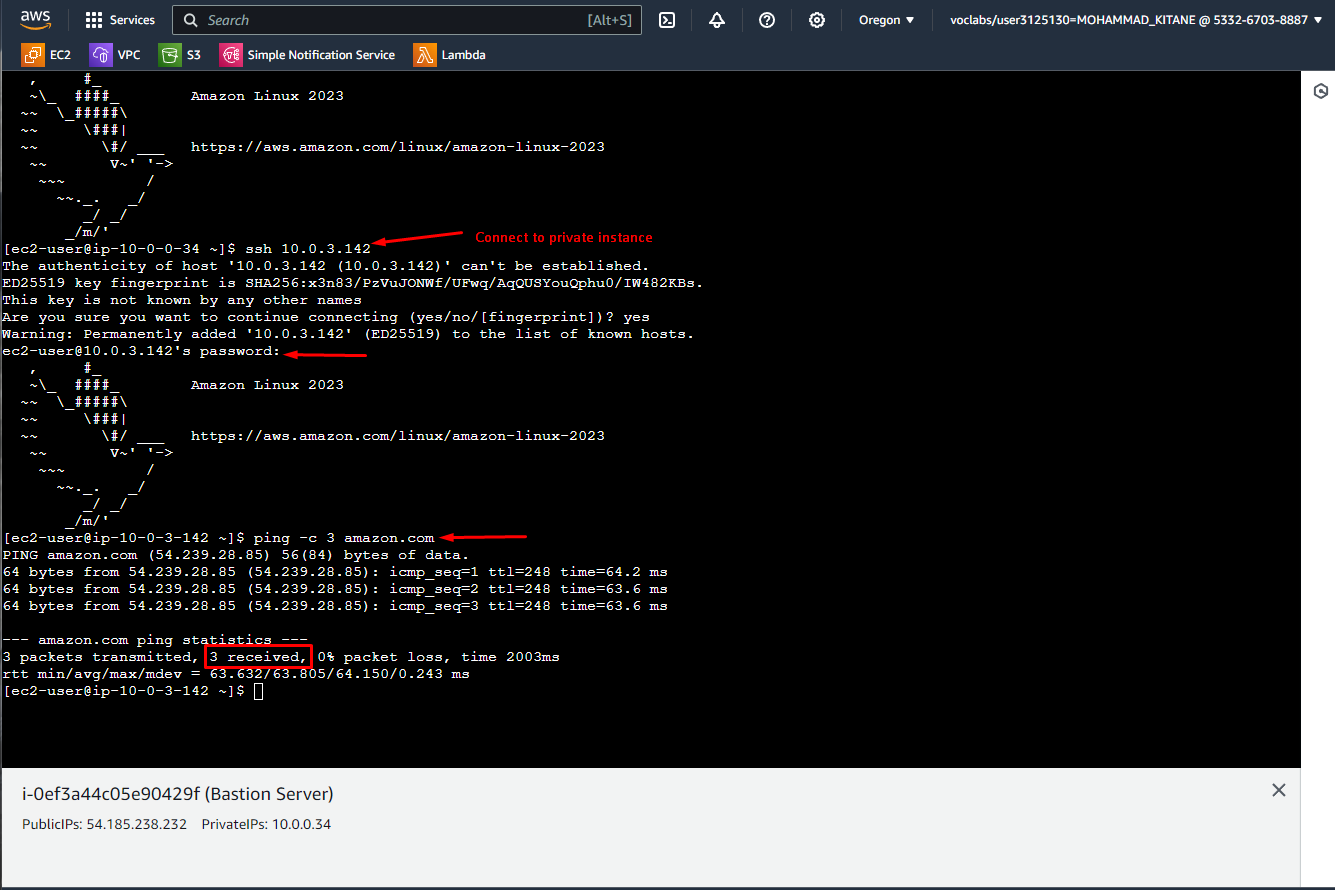 aws Services Search [Alt+S] Oregon ▼ voclabs/user3125130=MOHAMMAD_KITANE @ 5332-6703-8887 ▼
EC2 VPC S3 Simple Notification Service Lambda
   ,     #_
   ~\_  ####_        Amazon Linux 2023
  ~~  \_#####\
  ~~     \###|
  ~~       \#/ ___   https://aws.amazon.com/linux/amazon-linux-2023
   ~~       V~' '->
    ~~~         /
      ~~._.   _/
         _/ _/
       _/m/'
[ec2-user@ip-10-0-0-34 ~]$ ssh 10.0.3.142
Connect to private instance
The authenticity of host '10.0.3.142 (10.0.3.142)' can't be established.
ED25519 key fingerprint is SHA256:x3n83/PzVuJONWf/UFwq/AqQUSYouQphu0/IW482KBs.
This key is not known by any other names
Are you sure you want to continue connecting (yes/no/[fingerprint])? yes
Warning: Permanently added '10.0.3.142' (ED25519) to the list of known hosts.
ec2-user@10.0.3.142's password:
   ,     #_
   ~\_  ####_        Amazon Linux 2023
  ~~  \_#####\
  ~~     \###|
  ~~       \#/ ___   https://aws.amazon.com/linux/amazon-linux-2023
   ~~       V~' '->
    ~~~         /
      ~~._.   _/
         _/ _/
       _/m/'
[ec2-user@ip-10-0-3-142 ~]$ ping -c 3 amazon.com
PING amazon.com (54.239.28.85) 56(84) bytes of data.
64 bytes from 54.239.28.85 (54.239.28.85): icmp_seq=1 ttl=248 time=64.2 ms
64 bytes from 54.239.28.85 (54.239.28.85): icmp_seq=2 ttl=248 time=63.6 ms
64 bytes from 54.239.28.85 (54.239.28.85): icmp_seq=3 ttl=248 time=63.6 ms
--- amazon.com ping statistics ---
3 packets transmitted, 3 received, 0% packet loss, time 2003ms
rtt min/avg/max/mdev = 63.632/63.805/64.150/0.243 ms
[ec2-user@ip-10-0-3-142 ~]$
i-0ef3a44c05e90429f (Bastion Server)
PublicIPs: 54.185.238.232 PrivateIPs: 10.0.0.34